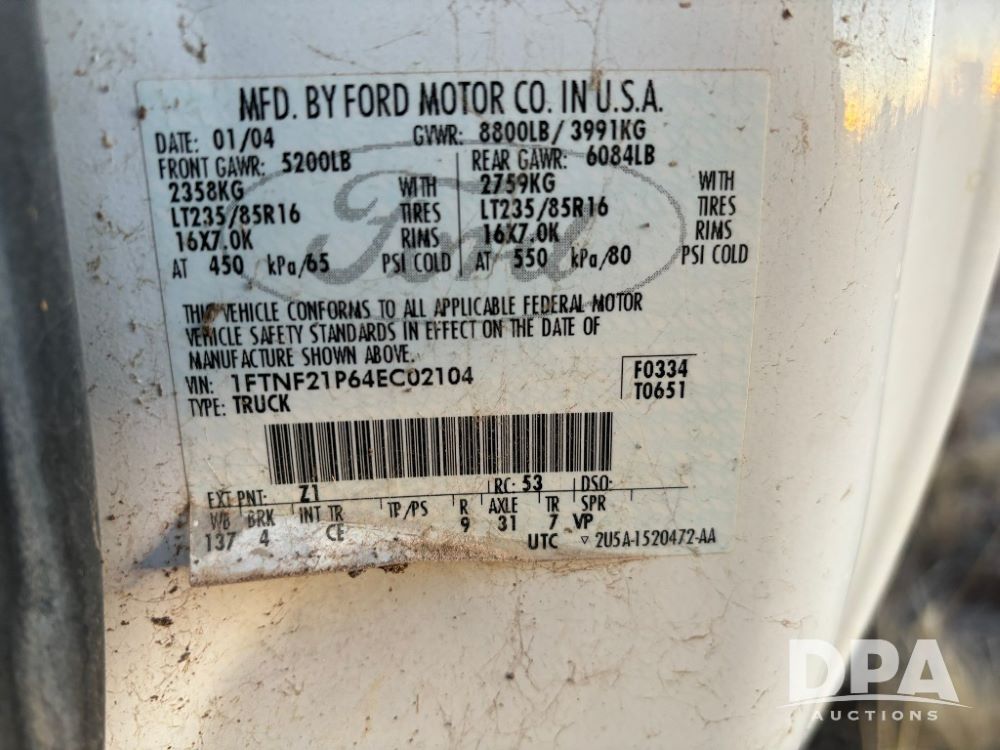 MFD. BY FORD MOTOR CO. IN U.S.A.
DATE: 01/04 GVWR: 8800LB/ 3991KG
FRONT GAWR: 5200LB REAR GAWR: 6084LB
2358KG WITH 2759KG WITH
LT235/85R16 TIRES LT235/85R16 TIRES
16X7.0K RIMS 16X7.0K RIMS
AT 450 kPa/65 PSI COLD AT 550 kPa/80 PSI COLD
Ford
THIS VEHICLE CONFORMS TO ALL APPLICABLE FEDERAL MOTOR
VEHICLE SAFETY STANDARDS IN EFFECT ON THE DATE OF
MANUFACTURE SHOWN ABOVE.
VIN: 1FTNF21P64EC02104 F0334
TYPE: TRUCK T0651
EXT PNT: Z1 RC: 53 DSO:
WB BRK INT TR TP/PS R AXLE TR SPR
137 4 CE 9 31 7 VP
UTC ▽ 2U5A-1520472-AA
DPA
AUCTIONS